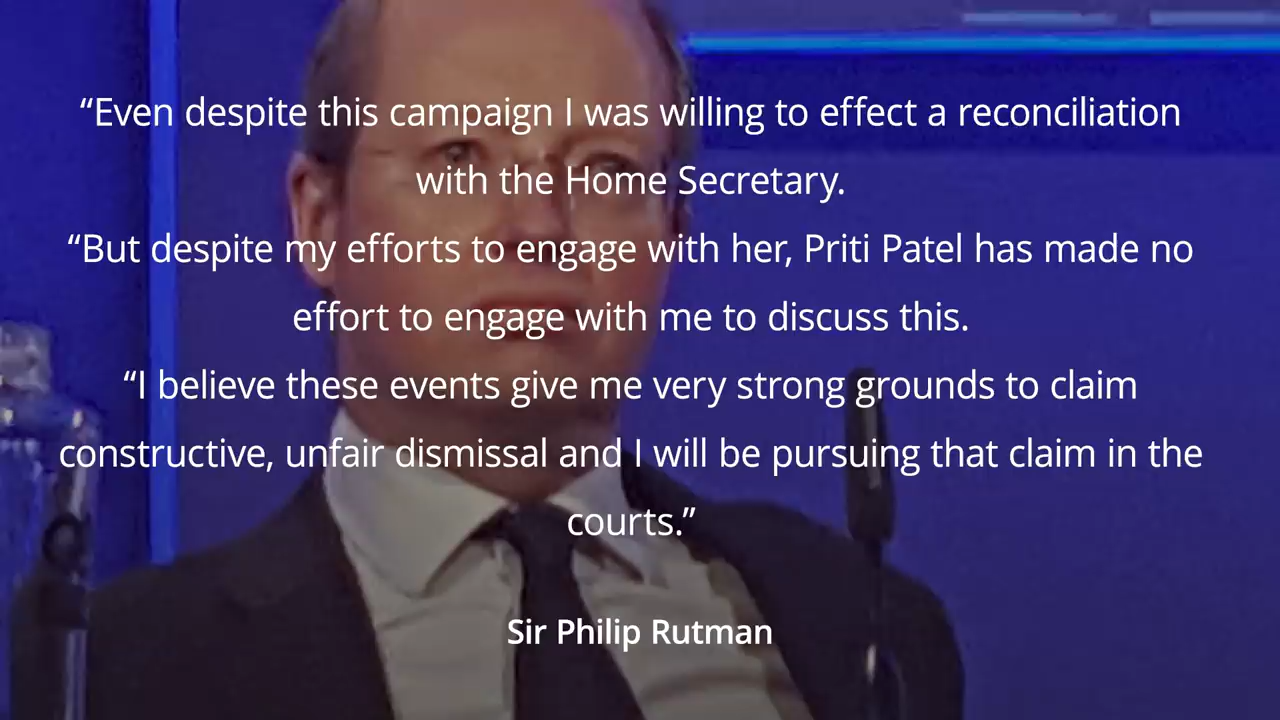 “Even despite this campaign I was willing to effect a reconciliation
with the Home Secretary.
“But despite my efforts to engage with her, Priti Patel has made no
effort to engage with me to discuss this.
“I believe these events give me very strong grounds to claim
constructive, unfair dismissal and I will be pursuing that claim in the
courts.”
Sir Philip Rutman